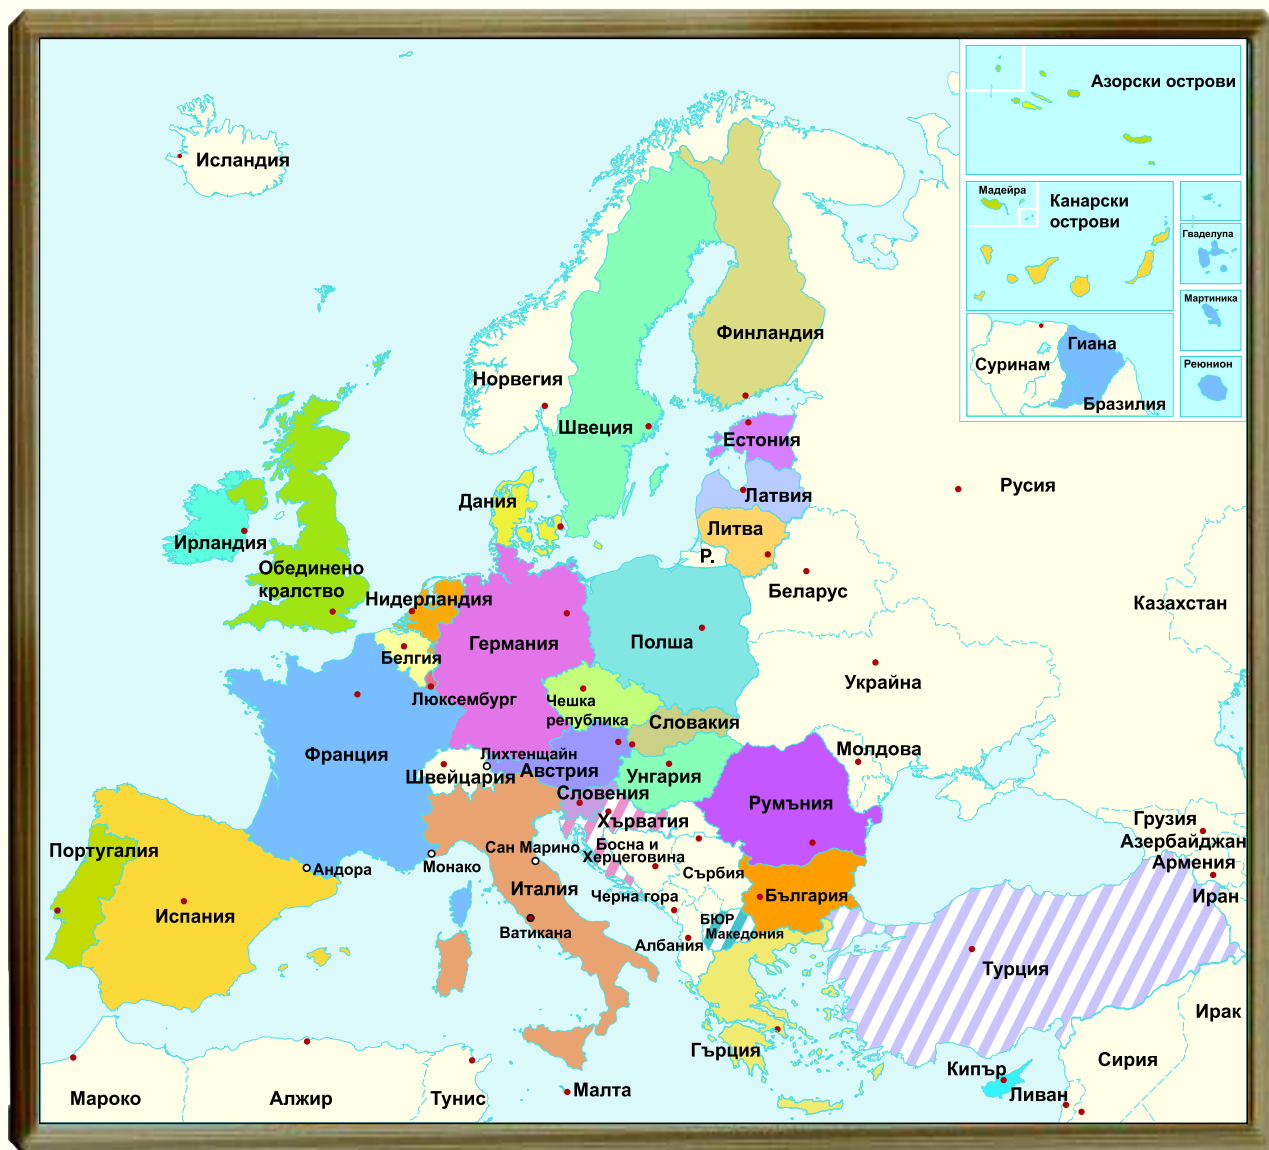 Азорски острови
Исландия
Мадейра
Канарски
острови
Гваделупа
Мартиника
Финландия
Гиана
Суринам
Реюнион
Норвегия
Бразилия
Швеция
Естония
Русия
Латвия
Дания
Литва
Ирландия
Р.
Обединено
кралство
Беларус
Нидерландия
Казахстан
Германия
Полша
Белгия
Украйна
Люксембург
Чешка
република
Словакия
Франция
Лихтенщайн
Молдова
Австрия
Швейцария
Унгария
Словения
Румъния
Хърватия
Грузия
Азербайджан
Португалия
Сан Марино
Босна и
Херцеговина
Армения
Монако
Андора
Сърбия
Италия
Черна гора
България
Иран
Испания
БЮР
Македония
Ватикана
Албания
Турция
Ирак
Гърция
Сирия
Кипър
Малта
Ливан
Мароко
Алжир
Тунис